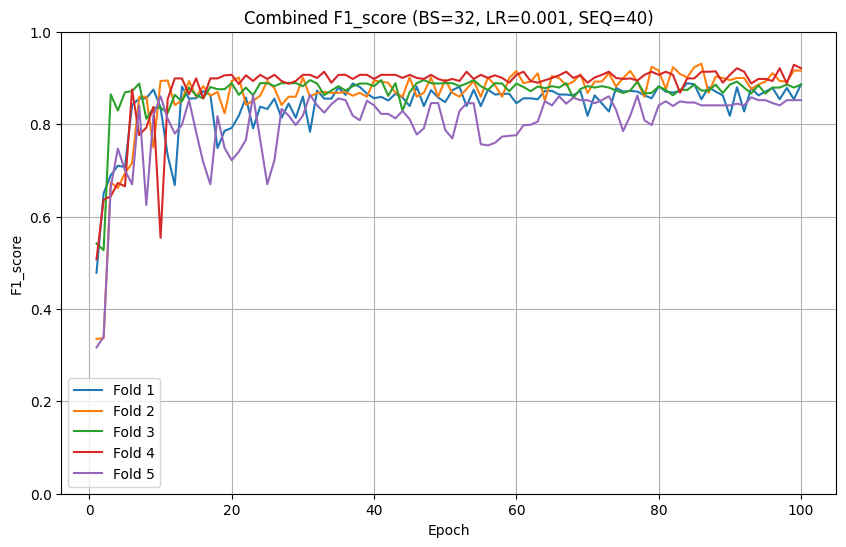 Combined F1_score (BS=32, LR=0.001, SEQ=40)
1.0
0.8
0.6
0.4
0.2
0.0
F1_score
Fold 1
Fold 2
Fold 3
Fold 4
Fold 5
0 20 40 60 80 100
Epoch